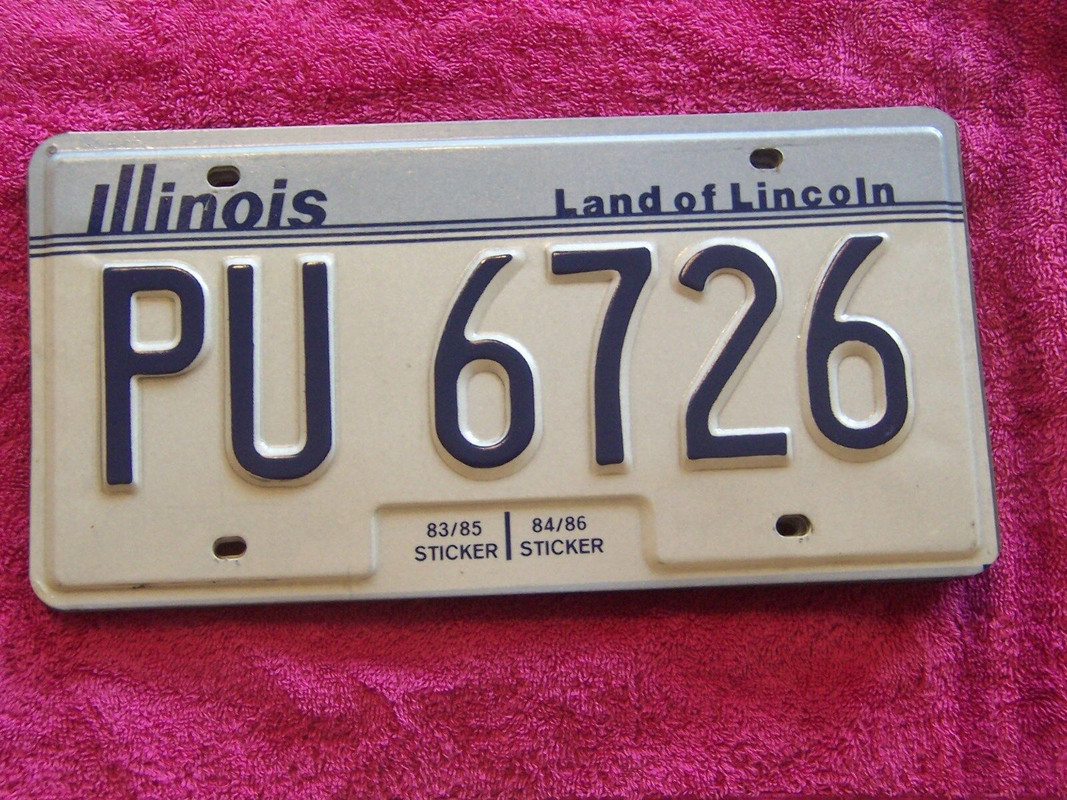 Illinois Land of Lincoln
PU 6726
83/85 84/86
STICKER STICKER